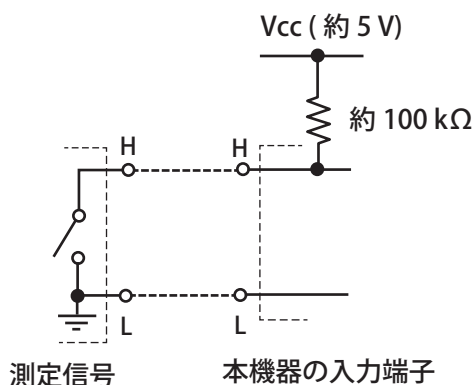 Vcc ( 約 5 V)
約 100 kΩ
H
H
L
L
測定信号
本機器の入力端子